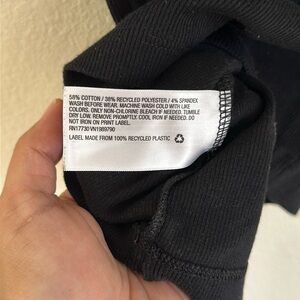 58% COTTON / 38% RECYCLED POLYESTER / 4% SPANDEX
WASH BEFORE WEAR. MACHINE WASH COLD WITH LIKE
COLORS. ONLY NON-CHLORINE BLEACH IF NEEDED. TUMBLE
DRY LOW. REMOVE PROMPTLY. COOL IRON IF NEEDED. DO
NOT IRON ON PRINT LABEL.
RN17730 VN1989790
LABEL MADE FROM 100% RECYCLED PLASTIC